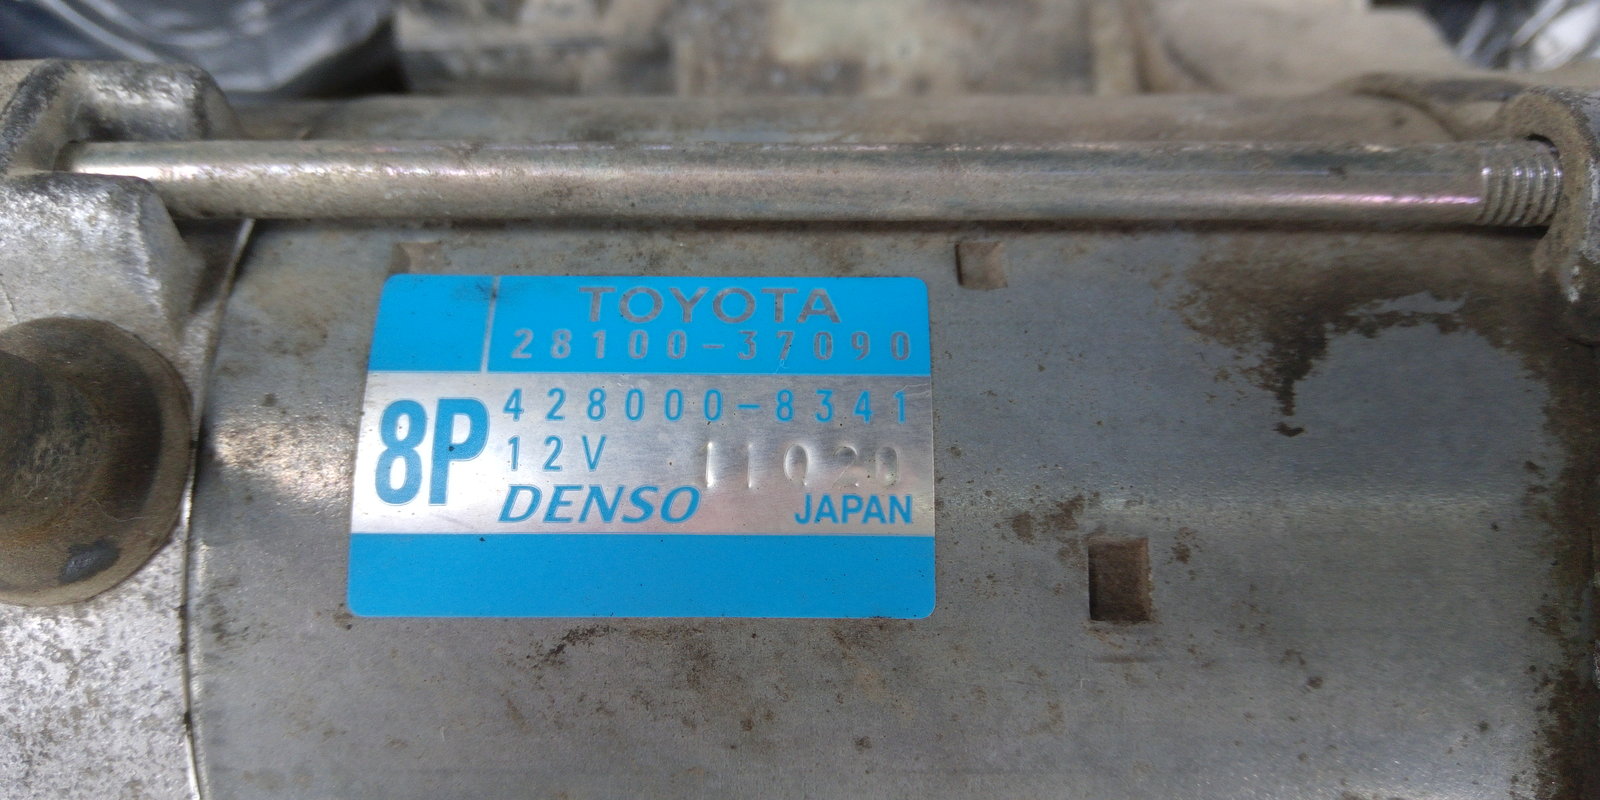 TOYOTA
28100-37090
8P
428000-8341
12V 11020
DENSO JAPAN